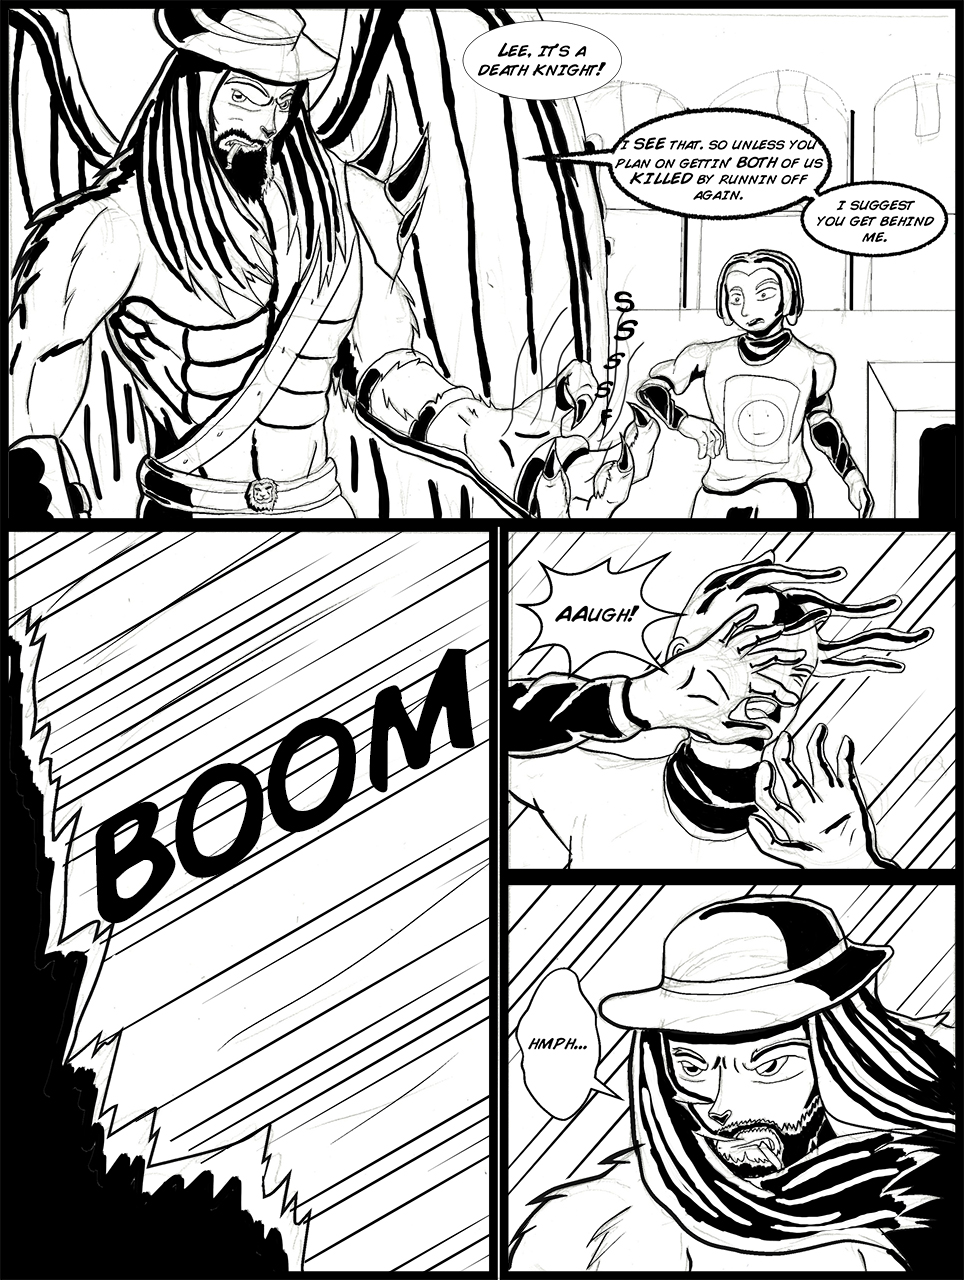 LEE, IT'S A
DEATH KNIGHT!
I SEE THAT. SO UNLESS YOU
PLAN ON GETTIN' BOTH OF US
KILLED BY RUNNIN OFF
AGAIN.
I SUGGEST
YOU GET BEHIND
ME.
SSSSF
BOOM
AAUGH!
HMPH...